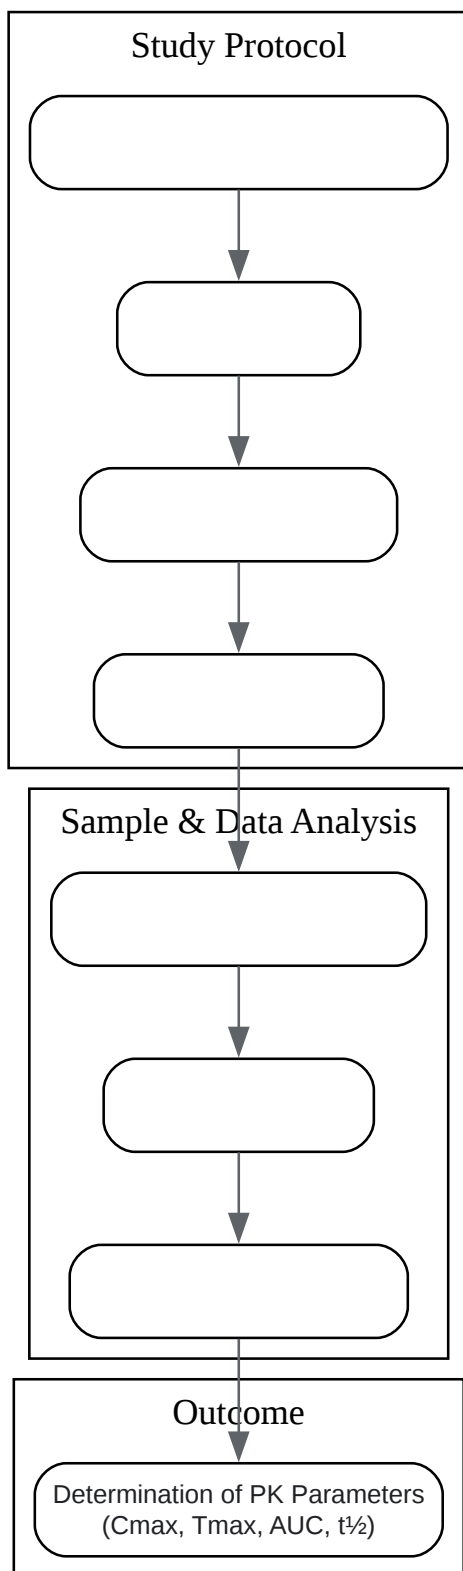 Study Protocol
Sample & Data Analysis
Outcome
Determination of PK Parameters
(Cmax, Tmax, AUC, t½)